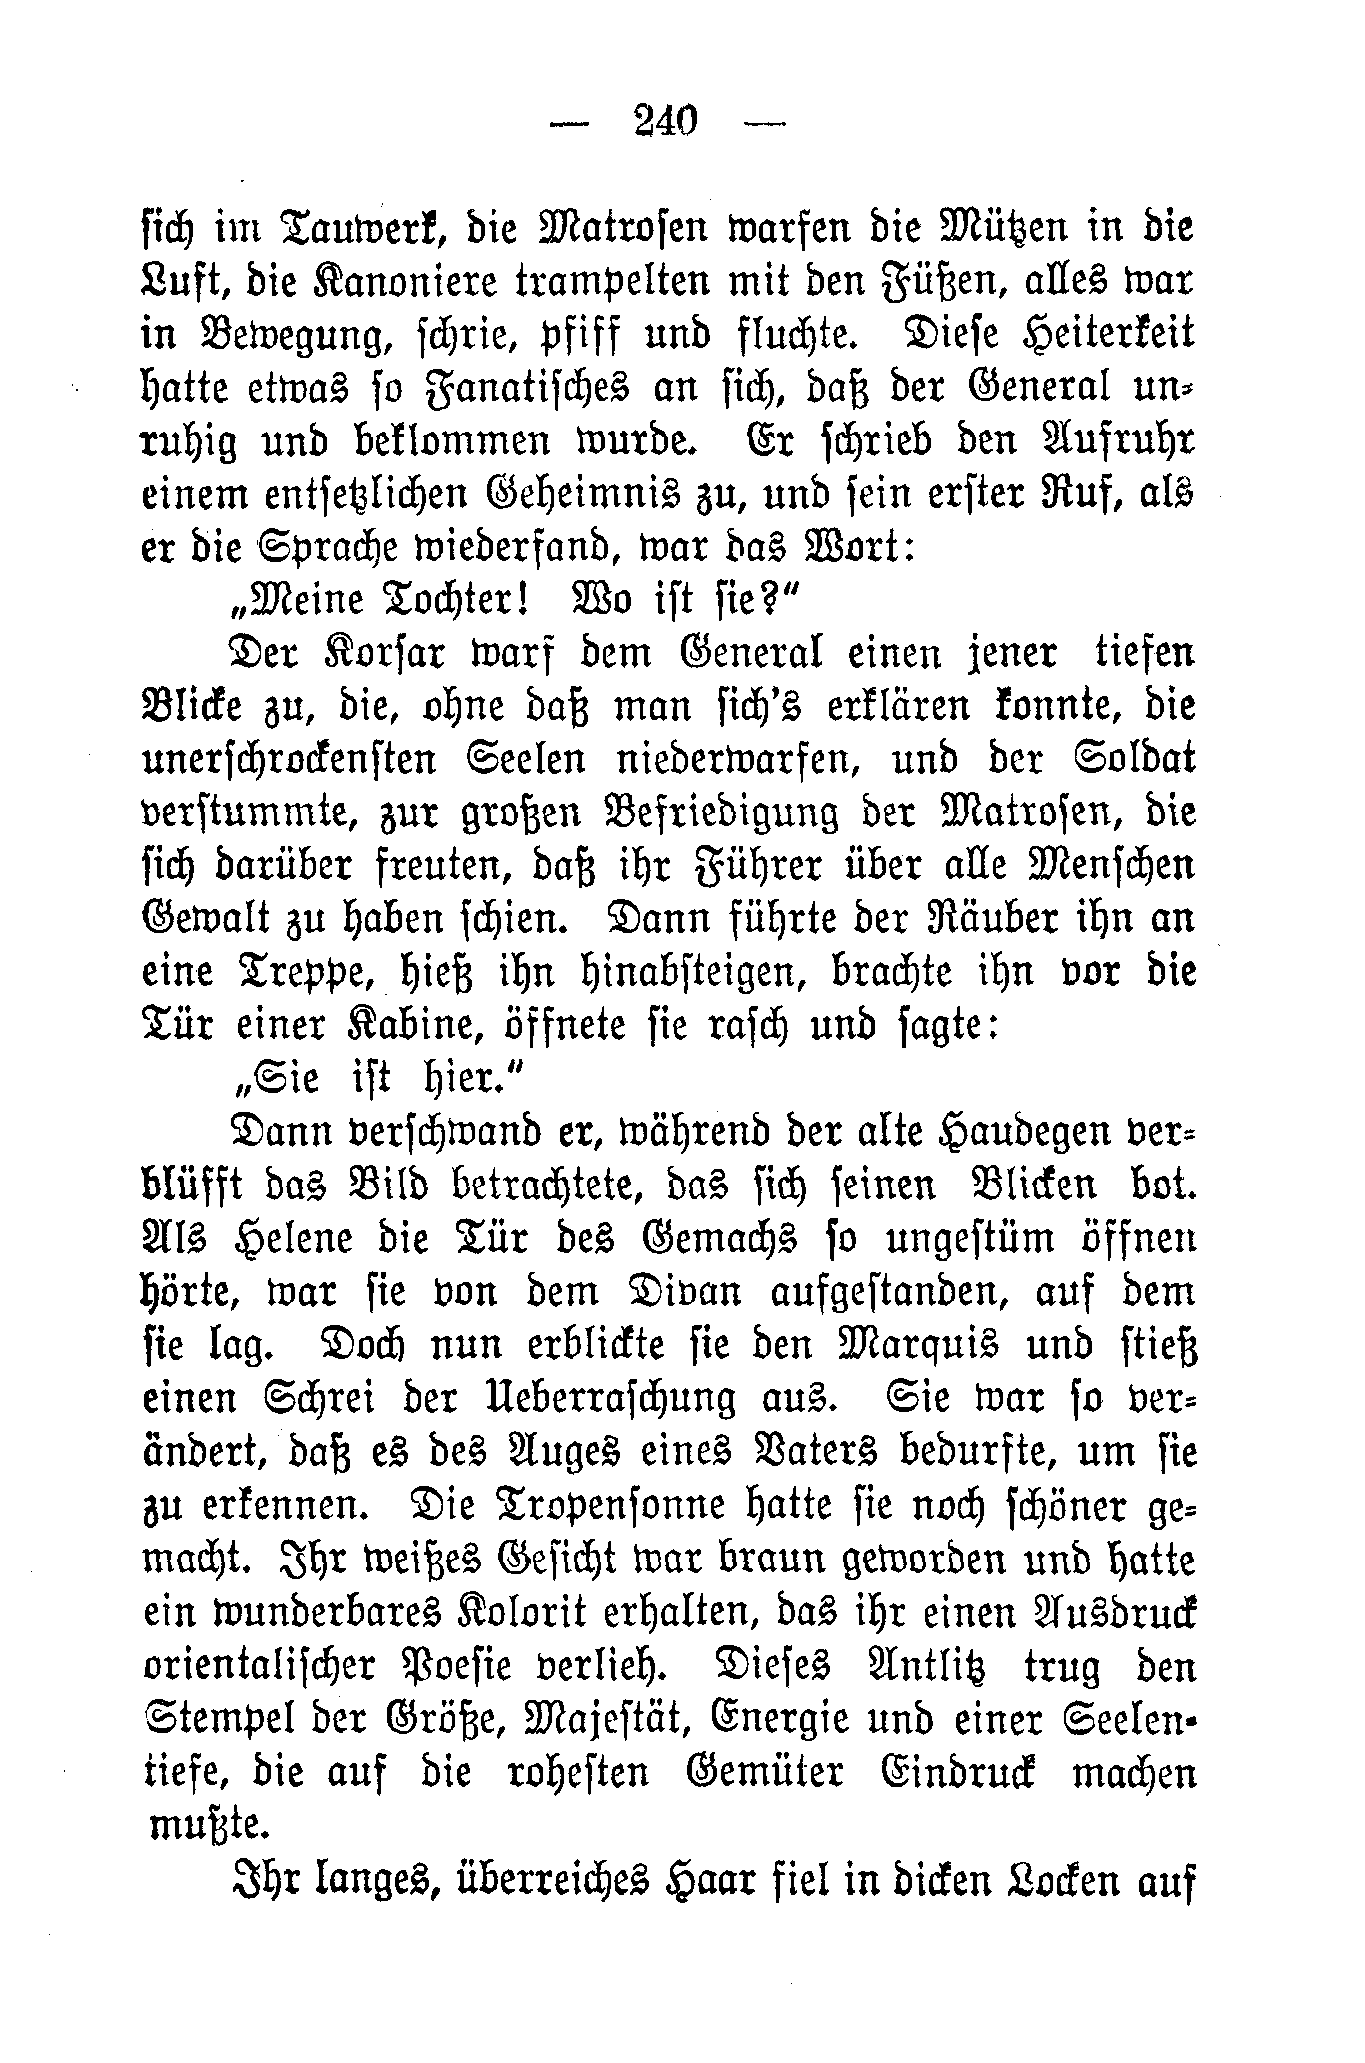 — 240 —
sich im Tauwerk, die Matrosen warfen die Mützen in die
Luft, die Kanoniere trampelten mit den Füßen, alles war
in Bewegung, schrie, pfiff und fluchte. Diese Heiterkeit
hatte etwas so Fanatisches an sich, daß der General un-
ruhig und beklommen wurde. Er schrieb den Aufruhr
einem entsetzlichen Geheimnis zu, und sein erster Ruf, als
er die Sprache wiederfand, war das Wort:
„Meine Tochter! Wo ist sie?“
Der Korsar warf dem General einen jener tiefen
Blicke zu, die, ohne daß man sich's erklären konnte, die
unerschrockensten Seelen niederwarfen, und der Soldat
verstummte, zur großen Befriedigung der Matrosen, die
sich darüber freuten, daß ihr Führer über alle Menschen
Gewalt zu haben schien. Dann führte der Räuber ihn an
eine Treppe, hieß ihn hinabsteigen, brachte ihn vor die
Tür einer Kabine, öffnete sie rasch und sagte:
„Sie ist hier.“
Dann verschwand er, während der alte Haudegen ver-
blüfft das Bild betrachtete, das sich seinen Blicken bot.
Als Helene die Tür des Gemachs so ungestüm öffnen
hörte, war sie von dem Divan aufgestanden, auf dem
sie lag. Doch nun erblickte sie den Marquis und stieß
einen Schrei der Ueberraschung aus. Sie war so ver-
ändert, daß es des Auges eines Vaters bedurfte, um sie
zu erkennen. Die Tropensonne hatte sie noch schöner ge-
macht. Ihr weißes Gesicht war braun geworden und hatte
ein wunderbares Kolorit erhalten, das ihr einen Ausdruck
orientalischer Poesie verlieh. Dieses Antlitz trug den
Stempel der Größe, Majestät, Energie und einer Seelen-
tiefe, die auf die rohesten Gemüter Eindruck machen
mußte.
Ihr langes, überreiches Haar fiel in dicken Locken auf